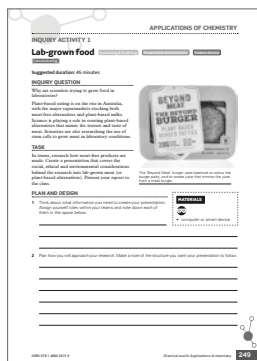 APPLICATIONS OF CHEMISTRY
INQUIRY ACTIVITY 1
Lab-grown food
Suggested duration: 45 minutes
INQUIRY QUESTION
Why are scientists trying to grow food in
laboratories?
Plant-based eating is on the rise in Australia,
with the major supermarkets stocking both
meat-free alternatives and plant-based milks.
Science is playing a role in creating plant-based
alternatives that mimic the texture and taste of
meat. Scientists are also researching the use of
stem cells to grow meat in laboratory conditions.
TASK
In teams, research how meat-free products are
made. Create a presentation that covers the
social, ethical and environmental considerations
behind the research into lab-grown meat (or
plant-based alternatives). Present your report to
the class.
BEYOND
MEAT
THE BEYOND
BURGER
PLANT-BASED
The 'Beyond Meat' burger uses beetroot to colour the
burger patty, and to create juice that mimics the juice
from a meat burger.
PLAN AND DESIGN
1 Think about what information you need to create your presentation.
Assign yourself roles within your teams and note down each of
them in the space below.
MATERIALS
• computer or smart device
2 Plan how you will approach your research. Make a note of the structure you want your presentation to follow.
Chemical world: Applications of chemistry
249